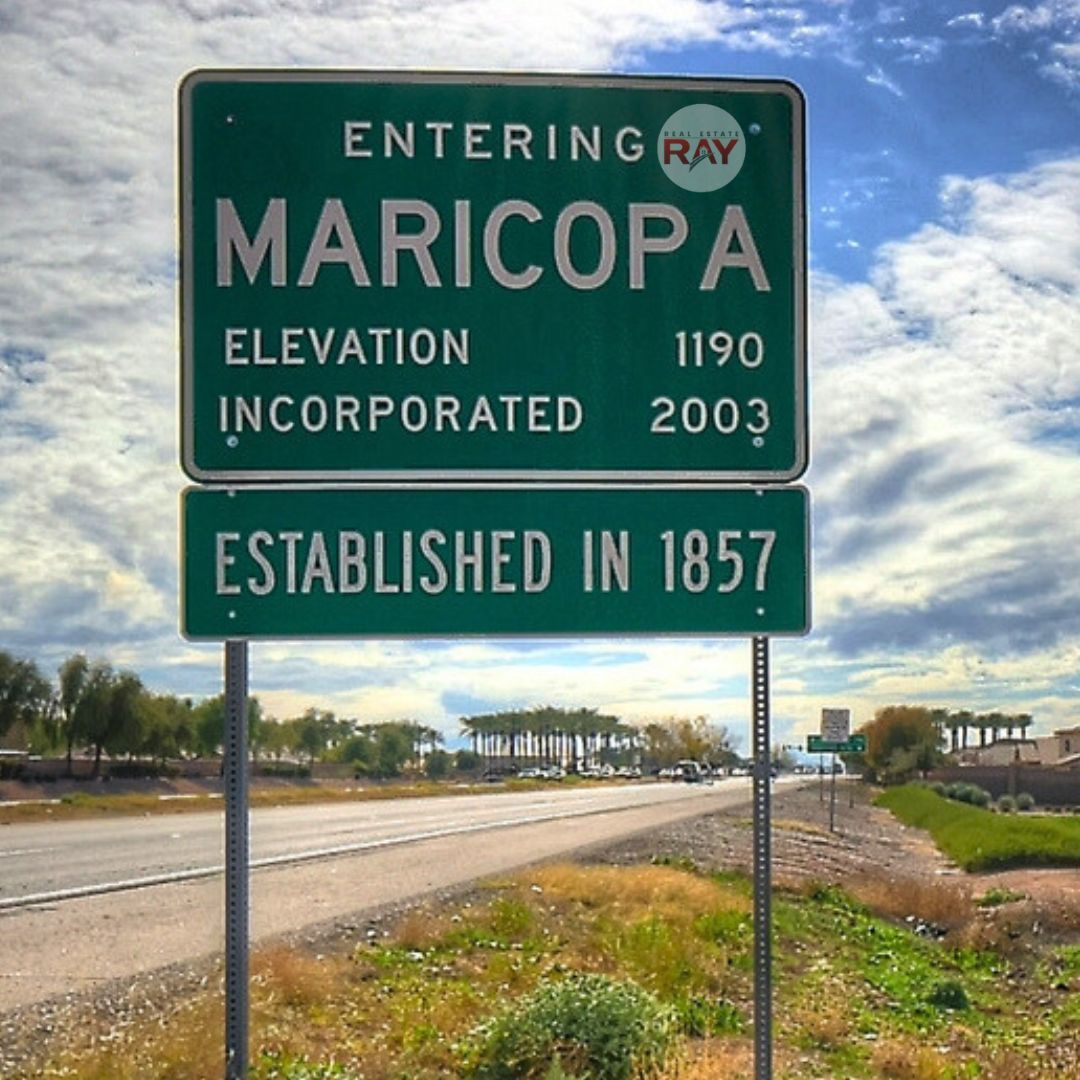 ENTERING
REAL ESTATE
RAY
MARICOPA
ELEVATION 1190
INCORPORATED 2003
ESTABLISHED IN 1857